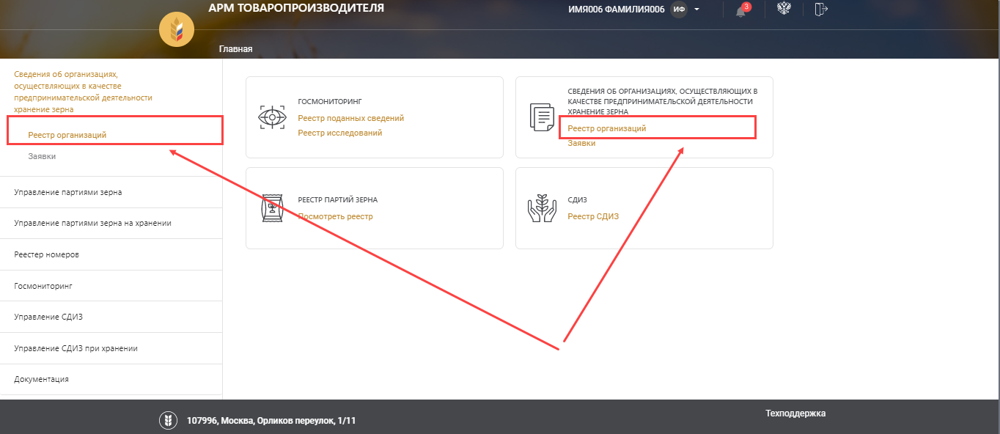 АРМ ТОВАРОПРОИЗВОДИТЕЛЯ
ИМЯ006 ФАМИЛИЯ006
ИФ
3
Главная
Сведения об организациях,
осуществляющих в качестве
предпринимательской деятельности
хранение зерна
Реестр организаций
Заявки
Управление партиями зерна
Управление партиями зерна на хранении
Реестер номеров
Госмониторинг
Управление СДИЗ
Управление СДИЗ при хранении
Документация
ГОСМОНИТОРИНГ
Реестр поданных сведений
Реестр исследований
СВЕДЕНИЯ ОБ ОРГАНИЗАЦИЯХ, ОСУЩЕСТВЛЯЮЩИХ В
КАЧЕСТВЕ ПРЕДПРИНИМАТЕЛЬСКОЙ ДЕЯТЕЛЬНОСТИ
ХРАНЕНИЕ ЗЕРНА
Реестр организаций
Заявки
РЕЕСТР ПАРТИЙ ЗЕРНА
Посмотреть реестр
СДИЗ
Реестр СДИЗ
107996, Москва, Орликов переулок, 1/11
Техподдержка